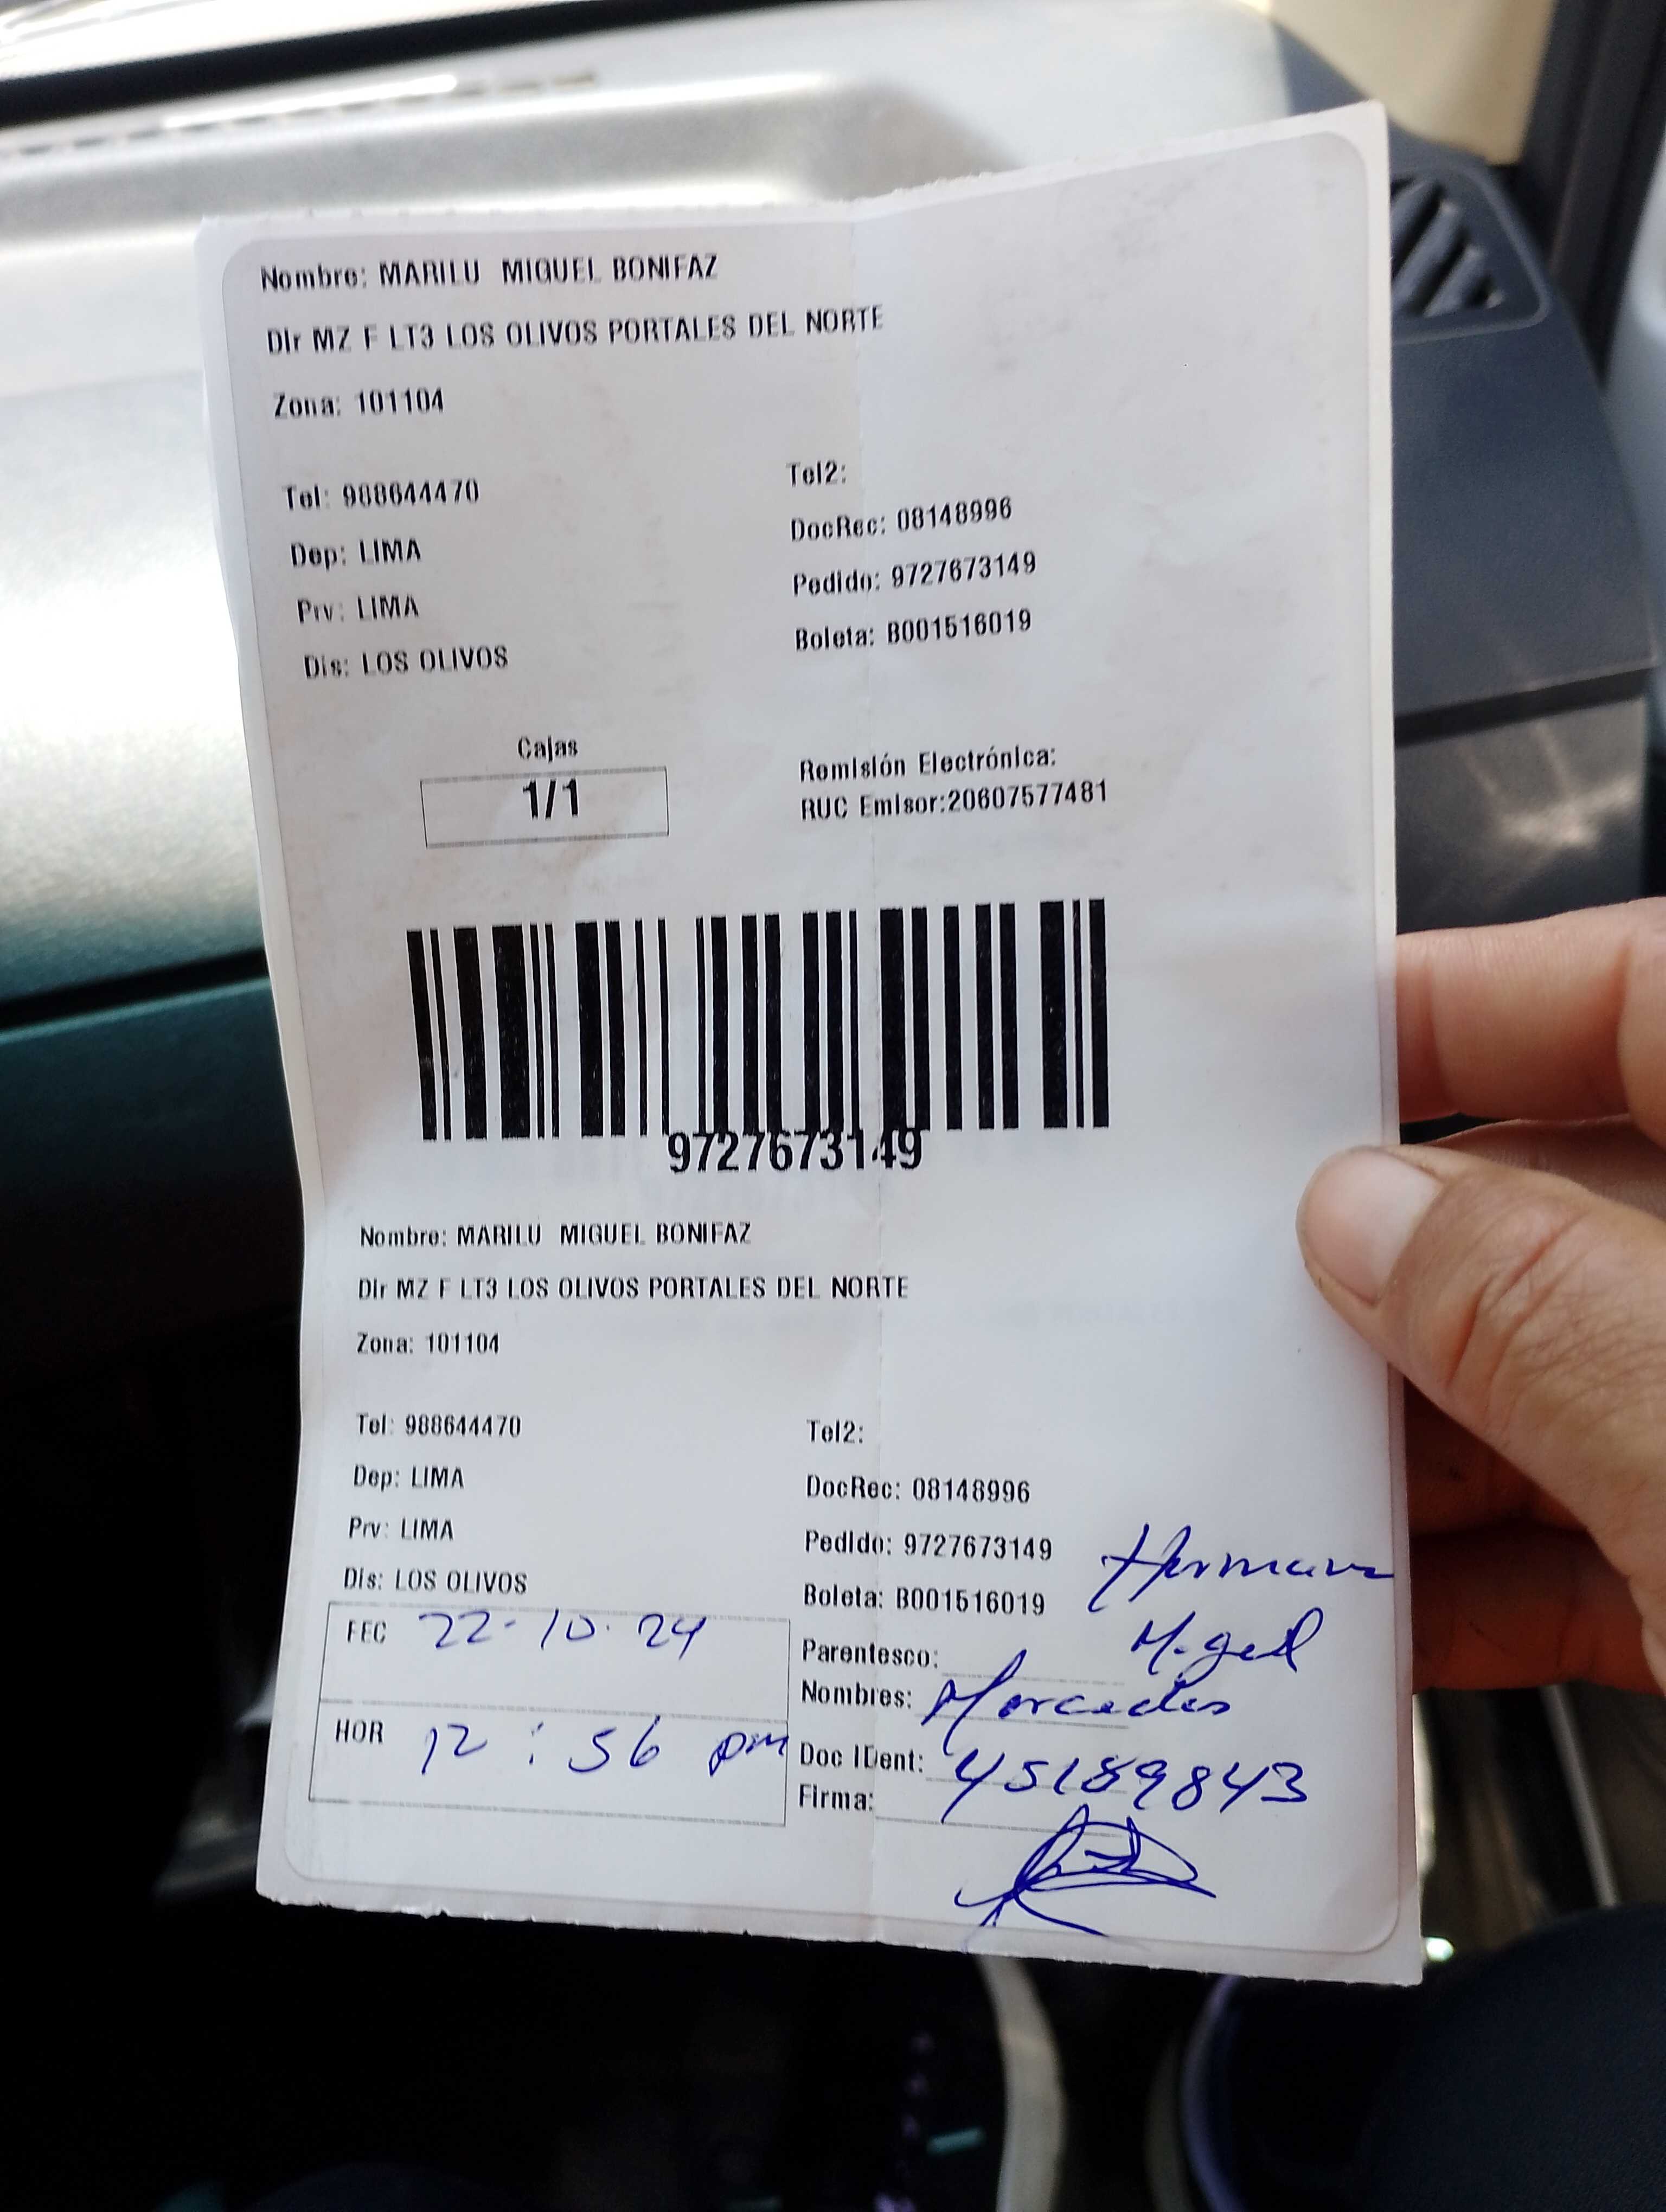 Nombre: MARILU MIGUEL BONIFAZ
Dir MZ F LT3 LOS OLIVOS PORTALES DEL NORTE
Zona: 101104
Tel: 988644470
Tel2:
Dep: LIMA
DocRec: 08148996
Prv: LIMA
Pedido: 9727673149
Dis: LOS OLIVOS
Boleta: B001516019
Cajas
1/1
Remisión Electrónica:
RUC Emisor:20607577481
9727673149
Nombre: MARILU MIGUEL BONIFAZ
Dir MZ F LT3 LOS OLIVOS PORTALES DEL NORTE
Zona: 101104
Tel: 988644470
Tel2:
Dep: LIMA
DocRec: 08148996
Prv: LIMA
Pedido: 9727673149
Dis: LOS OLIVOS
Boleta: B001516019
Hermana
FEC 22-10-24
Parentesco: Miguel
Nombres: Mercedes
HOR 12:56 pm
Doc IDent: 45189843
Firma: